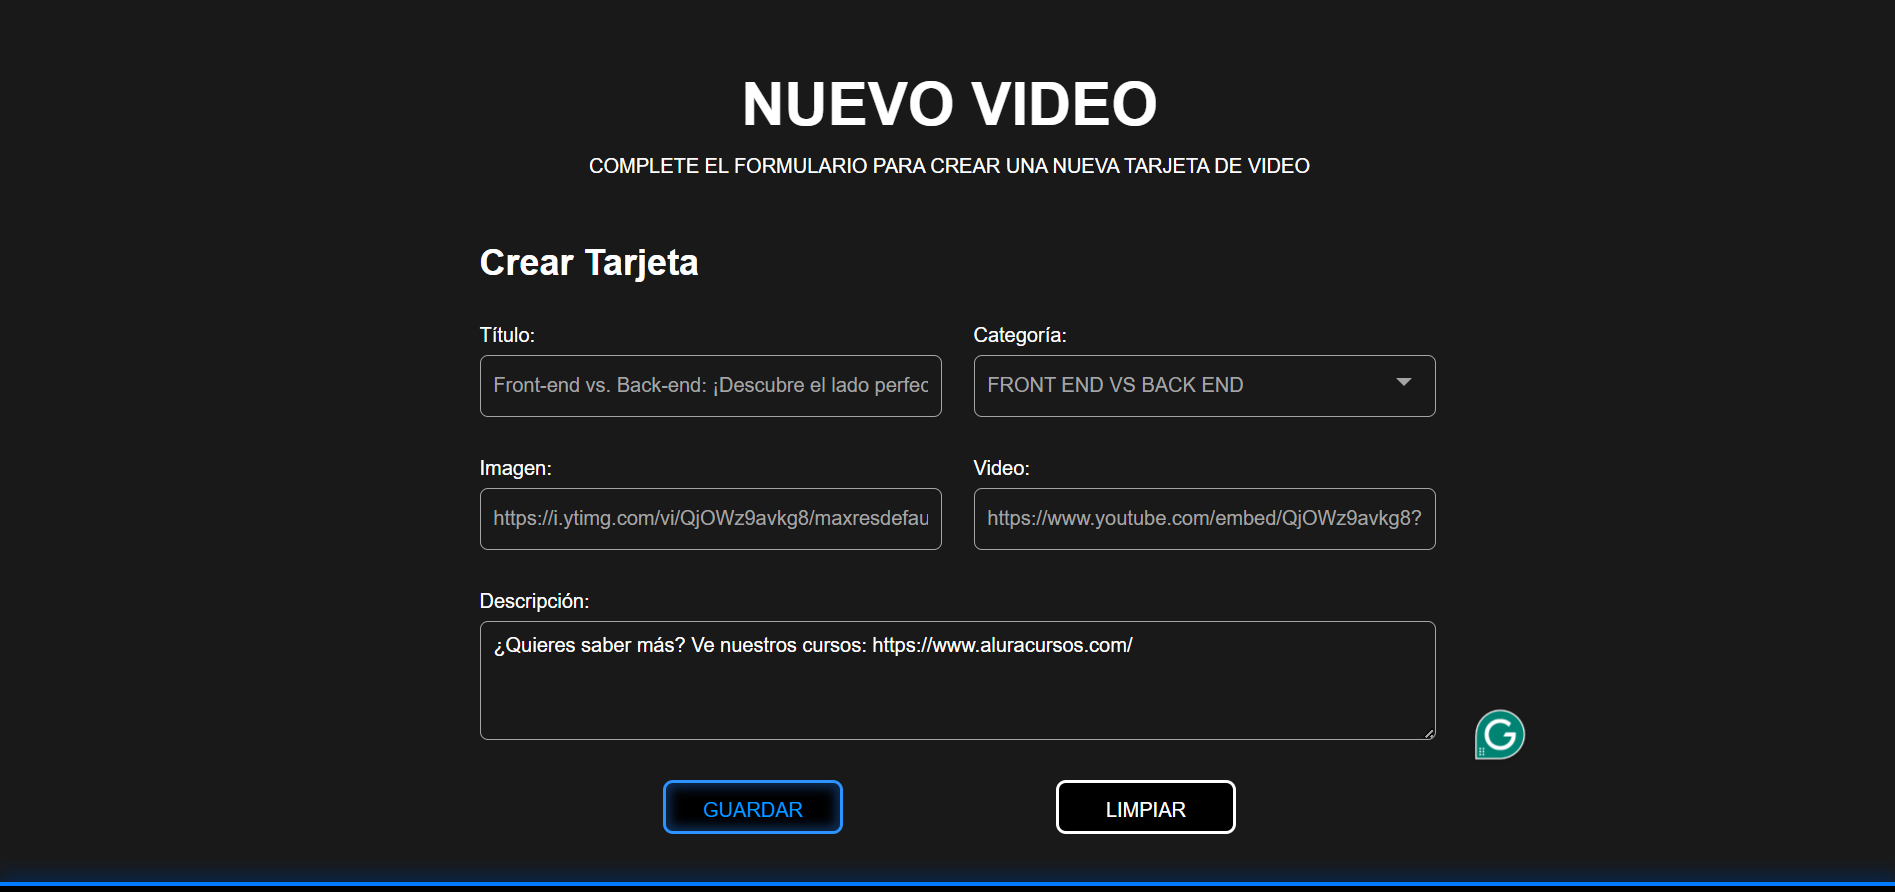 NUEVO VIDEO
COMPLETE EL FORMULARIO PARA CREAR UNA NUEVA TARJETA DE VIDEO
Crear Tarjeta
Título:
Front-end vs. Back-end: ¡Descubre el lado perfec
Categoría:
FRONT END VS BACK END
Imagen:
https://i.ytimg.com/vi/QjOWz9avkg8/maxresdefau
Video:
https://www.youtube.com/embed/QjOWz9avkg8?
Descripción:
¿Quieres saber más? Ve nuestros cursos: https://www.aluracursos.com/
GUARDAR
LIMPIAR